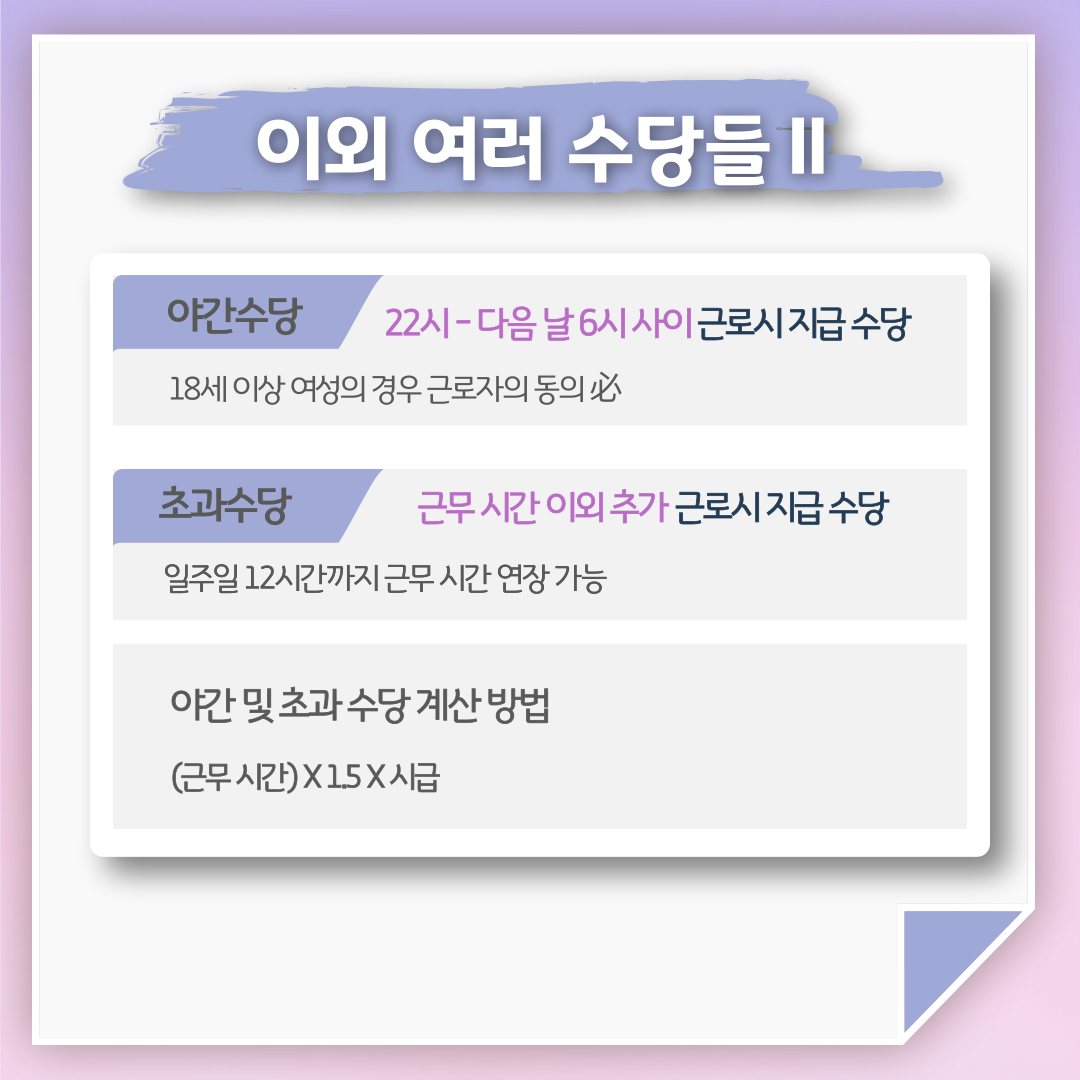 이외 여러 수당들 II
야간수당
22시 - 다음 날 6시 사이 근로시 지급 수당
18세 이상 여성의 경우 근로자의 동의 必
초과수당
근무 시간 이외 추가 근로시 지급 수당
일주일 12시간까지 근무 시간 연장 가능
야간 및 초과 수당 계산 방법
(근무 시간) X 1.5 X 시급